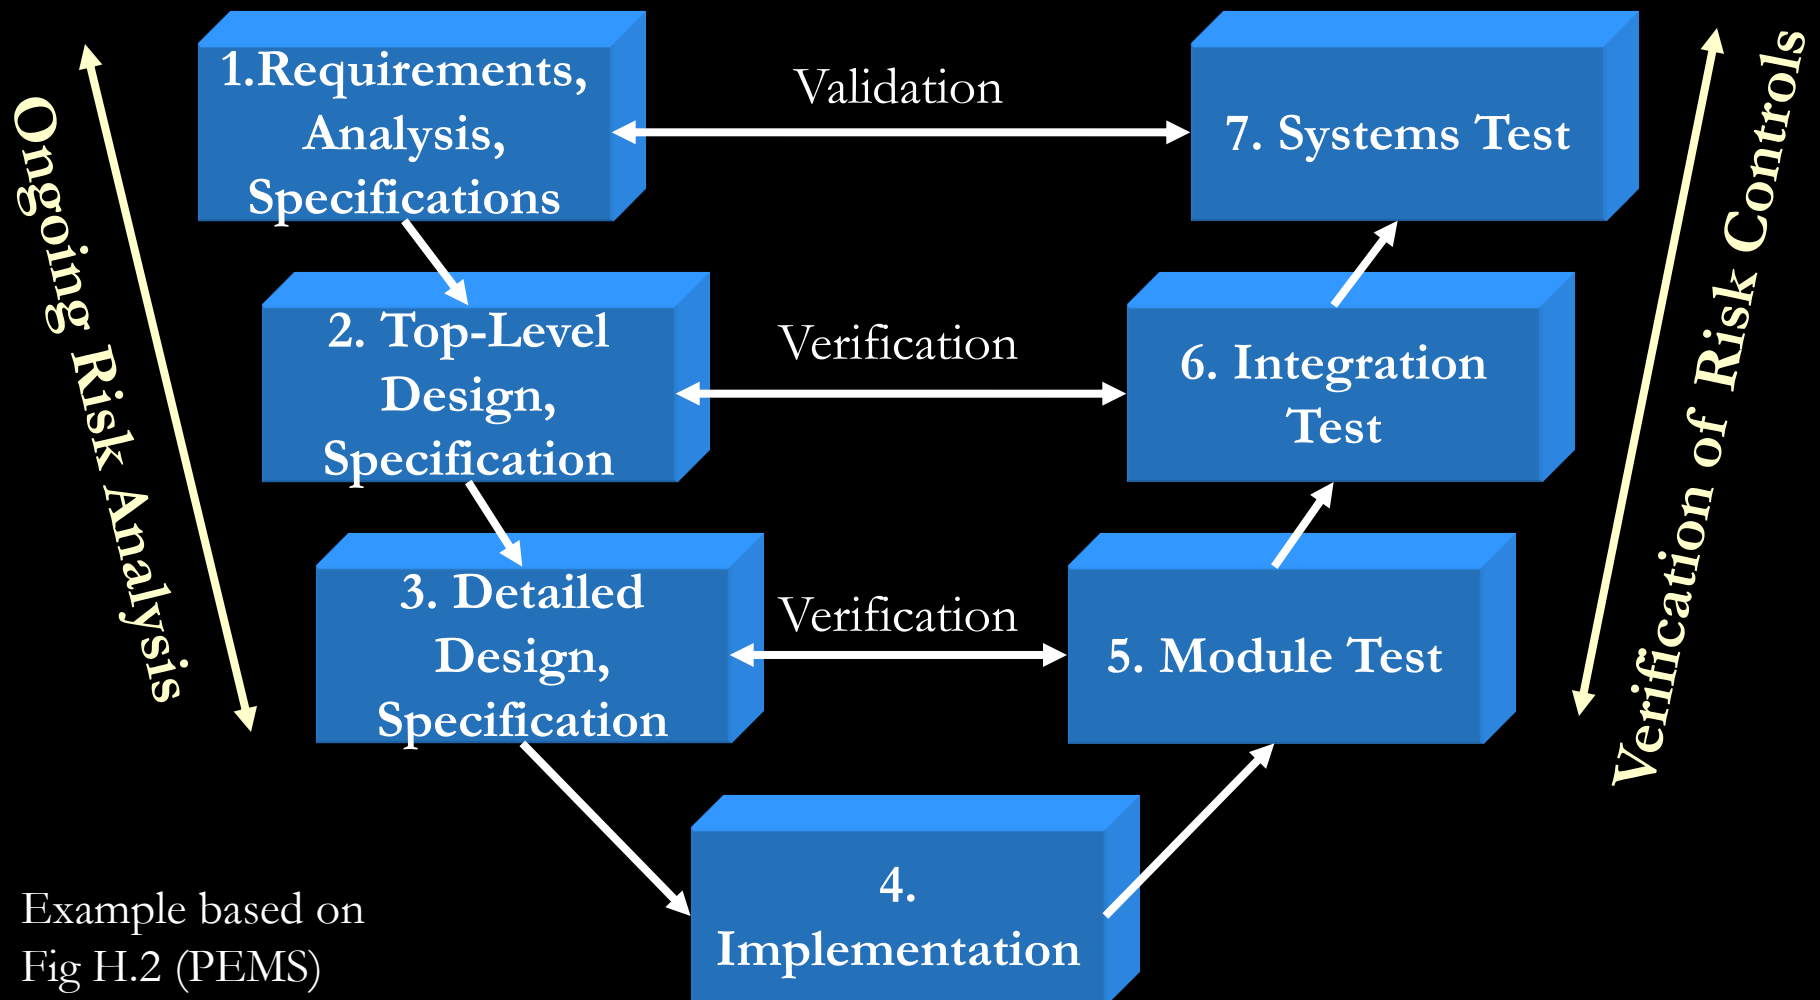 1.Requirements,
Analysis,
Specifications
Validation
7. Systems Test
Ongoing Risk Analysis
Verification of Risk Controls
2. Top-Level
Design,
Specification
Verification
6. Integration
Test
3. Detailed
Design,
Specification
Verification
5. Module Test
4.
Implementation
Example based on
Fig H.2 (PEMS)